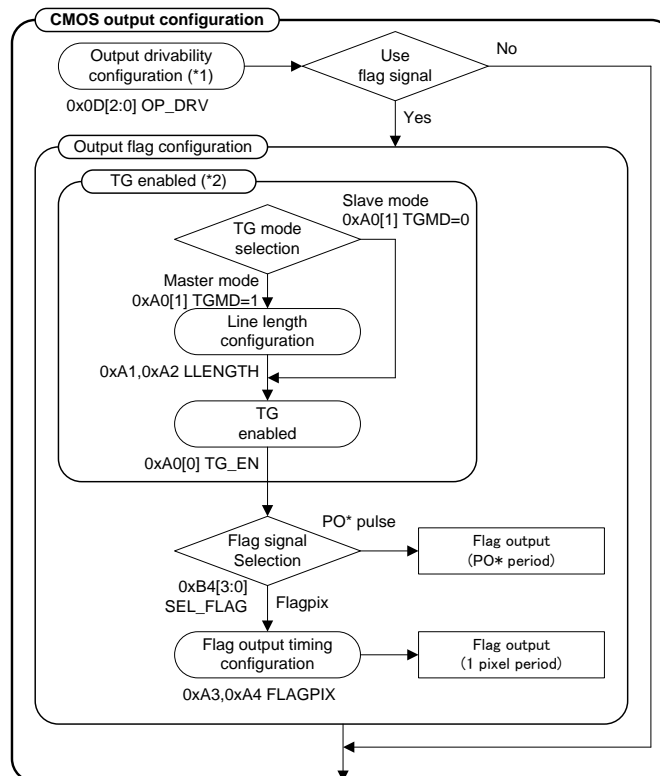 CMOS output configuration
Output drivability
configuration (*1)
Use
flag signal
No
0x0D[2:0] OP_DRV
Yes
Output flag configuration
TG enabled (*2)
Slave mode
0xA0[1] TGMD=0
TG mode
selection
Master mode
0xA0[1] TGMD=1
Line length
configuration
0xA1,0xA2 LLENGTH
TG
enabled
0xA0[0] TG_EN
PO* pulse
Flag signal
Selection
Flag output
(PO* period)
0xB4[3:0]
SEL_FLAG
Flagpix
Flag output timing
configuration
Flag output
(1 pixel period)
0xA3,0xA4 FLAGPIX